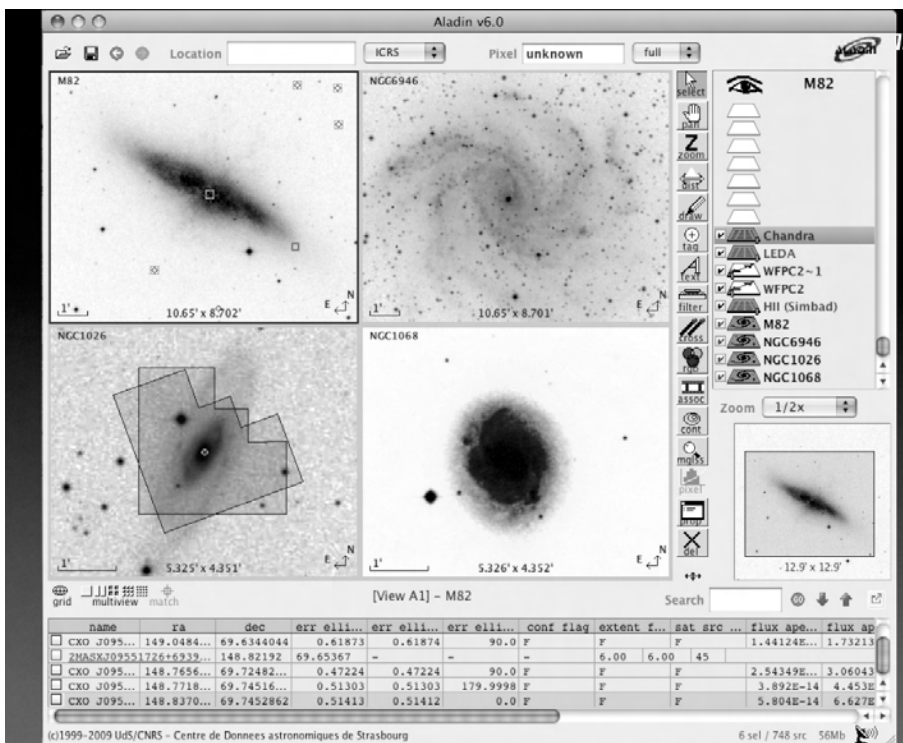 Aladin v6.0
Location ICRS Pixel unknown full
M82
1'
10.65' x 8.702'
N
E
NGC6946
1'
10.65' x 8.701'
N
E
NGC1026
1'
5.325' x 4.351'
N
E
NGC1068
1'
5.326' x 4.352'
N
E
select
pan
zoom
dist
draw
tag
text
filter
cross
rgb
assoc
cont
mglss
pixel
prop
del
M82
Chandra
LEDA
WFPC2~1
WFPC2
HII (Simbad)
M82
NGC6946
NGC1026
NGC1068
Zoom 1/2x
12.9' x 12.9'
grid multiview match [View A1] - M82 Search
name ra dec err elli... err elli... err elli... conf flag extent f... sat src ... flux ape... flux ap
CXO J095... 149.0484... 69.6344044 0.61873 0.61874 90.0 F F F 1.44124E... 1.73213
ZMASXJ09551726+6939... 148.82192 69.65367 - - - 6.00 6.00 45
CXO J095... 148.7656... 69.72482... 0.47224 0.47224 90.0 F F F 2.54349E... 3.06043
CXO J095... 148.7718... 69.74516... 0.51303 0.51303 179.9998 F F F 3.892E-14 4.453E
CXO J095... 148.8370... 69.7452862 0.51413 0.51412 0.0 F F F 5.804E-14 6.627E
(c)1999-2009 UdS/CNRS - Centre de Donnees astronomiques de Strasbourg 6 sel / 748 src 56Mb